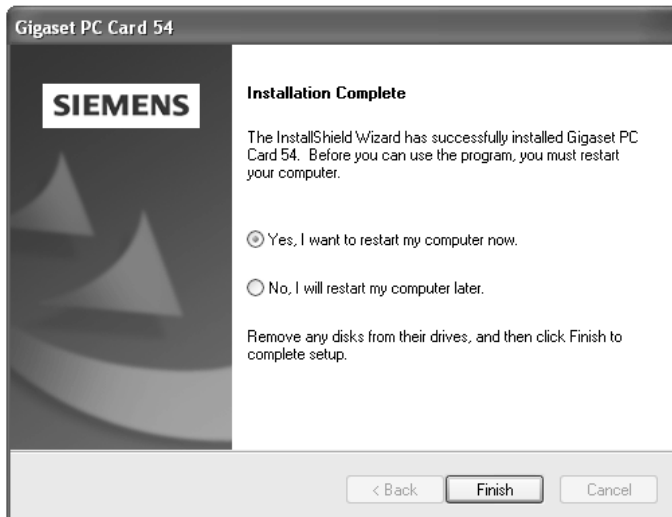 Gigaset PC Card 54
SIEMENS
Installation Complete
The InstallShield Wizard has successfully installed Gigaset PC
Card 54.  Before you can use the program, you must restart
your computer.
Yes, I want to restart my computer now.
No, I will restart my computer later.
Remove any disks from their drives, and then click Finish to
complete setup.
< Back
Finish
Cancel